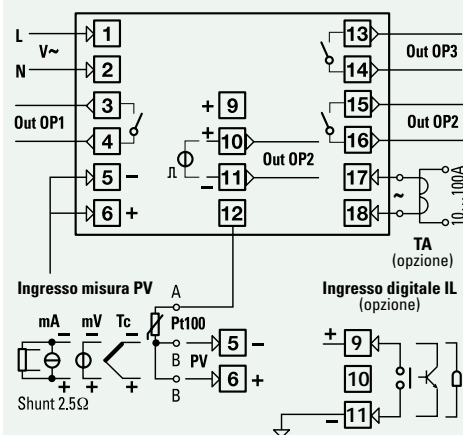 L
V~
N
1
2
3
4
5 -
6 +
Out OP1
+ 9
+ 10
- 11
12
Out OP2
13
14
15
16
17
18
Out OP3
Out OP2
~
10...100A
TA
(opzione)
Ingresso misura PV
mA
mV
Tc
- - -
+ + +
Shunt 2.5Ω
A
Pt100
B
B
PV
5 -
6 +
Ingresso digitale IL
(opzione)
+ 9
10
- 11